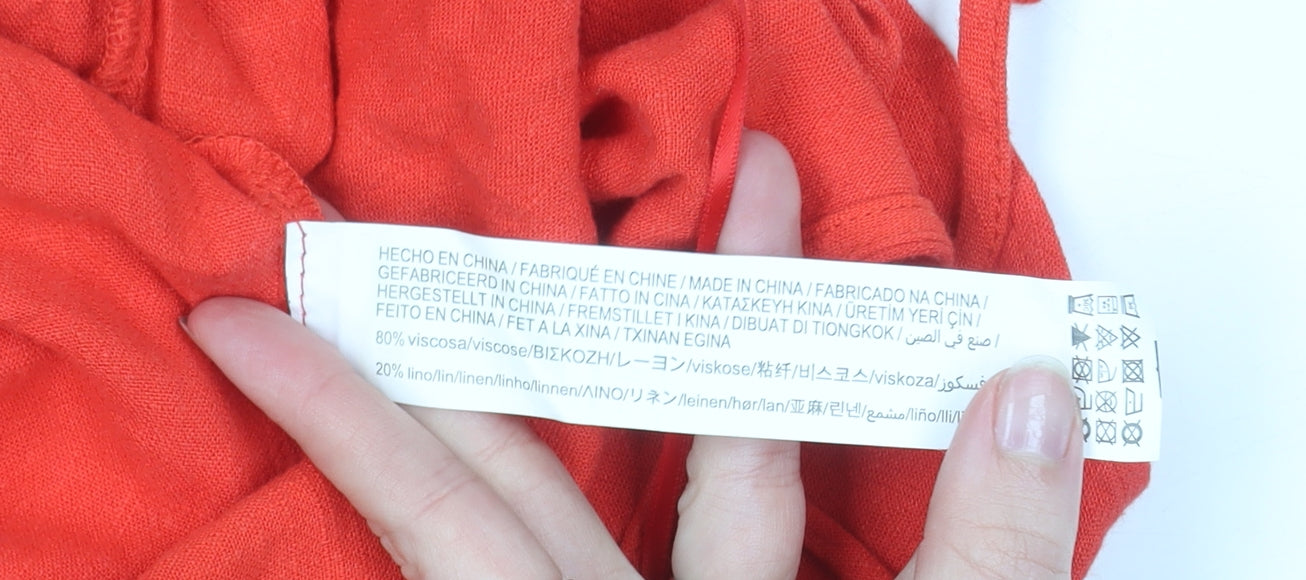 HECHO EN CHINA / FABRIQUÉ EN CHINE / MADE IN CHINA / FABRICADO NA CHINA /
GEFABRICEERD IN CHINA / FATTO IN CINA / ΚΑΤΑΣΚΕΥΗ ΚΙΝΑ / ÜRETİM YERİ ÇİN /
HERGESTELLT IN CHINA / FREMSTILLET I KINA / DIBUAT DI TIONGKOK / صنع في الصين /
FEITO EN CHINA / FET A LA XINA / TXINAN EGINA
80% viscosa/viscose/ΒΙΣΚΟΖΗ/レーヨン/viskose/粘纤/비스코스/viskoza/فسكوز
20% lino/lin/linen/linho/linnen/ΛΙΝΟ/リネン/leinen/hør/lan/亚麻/린넨/مشمع/liño/lli/